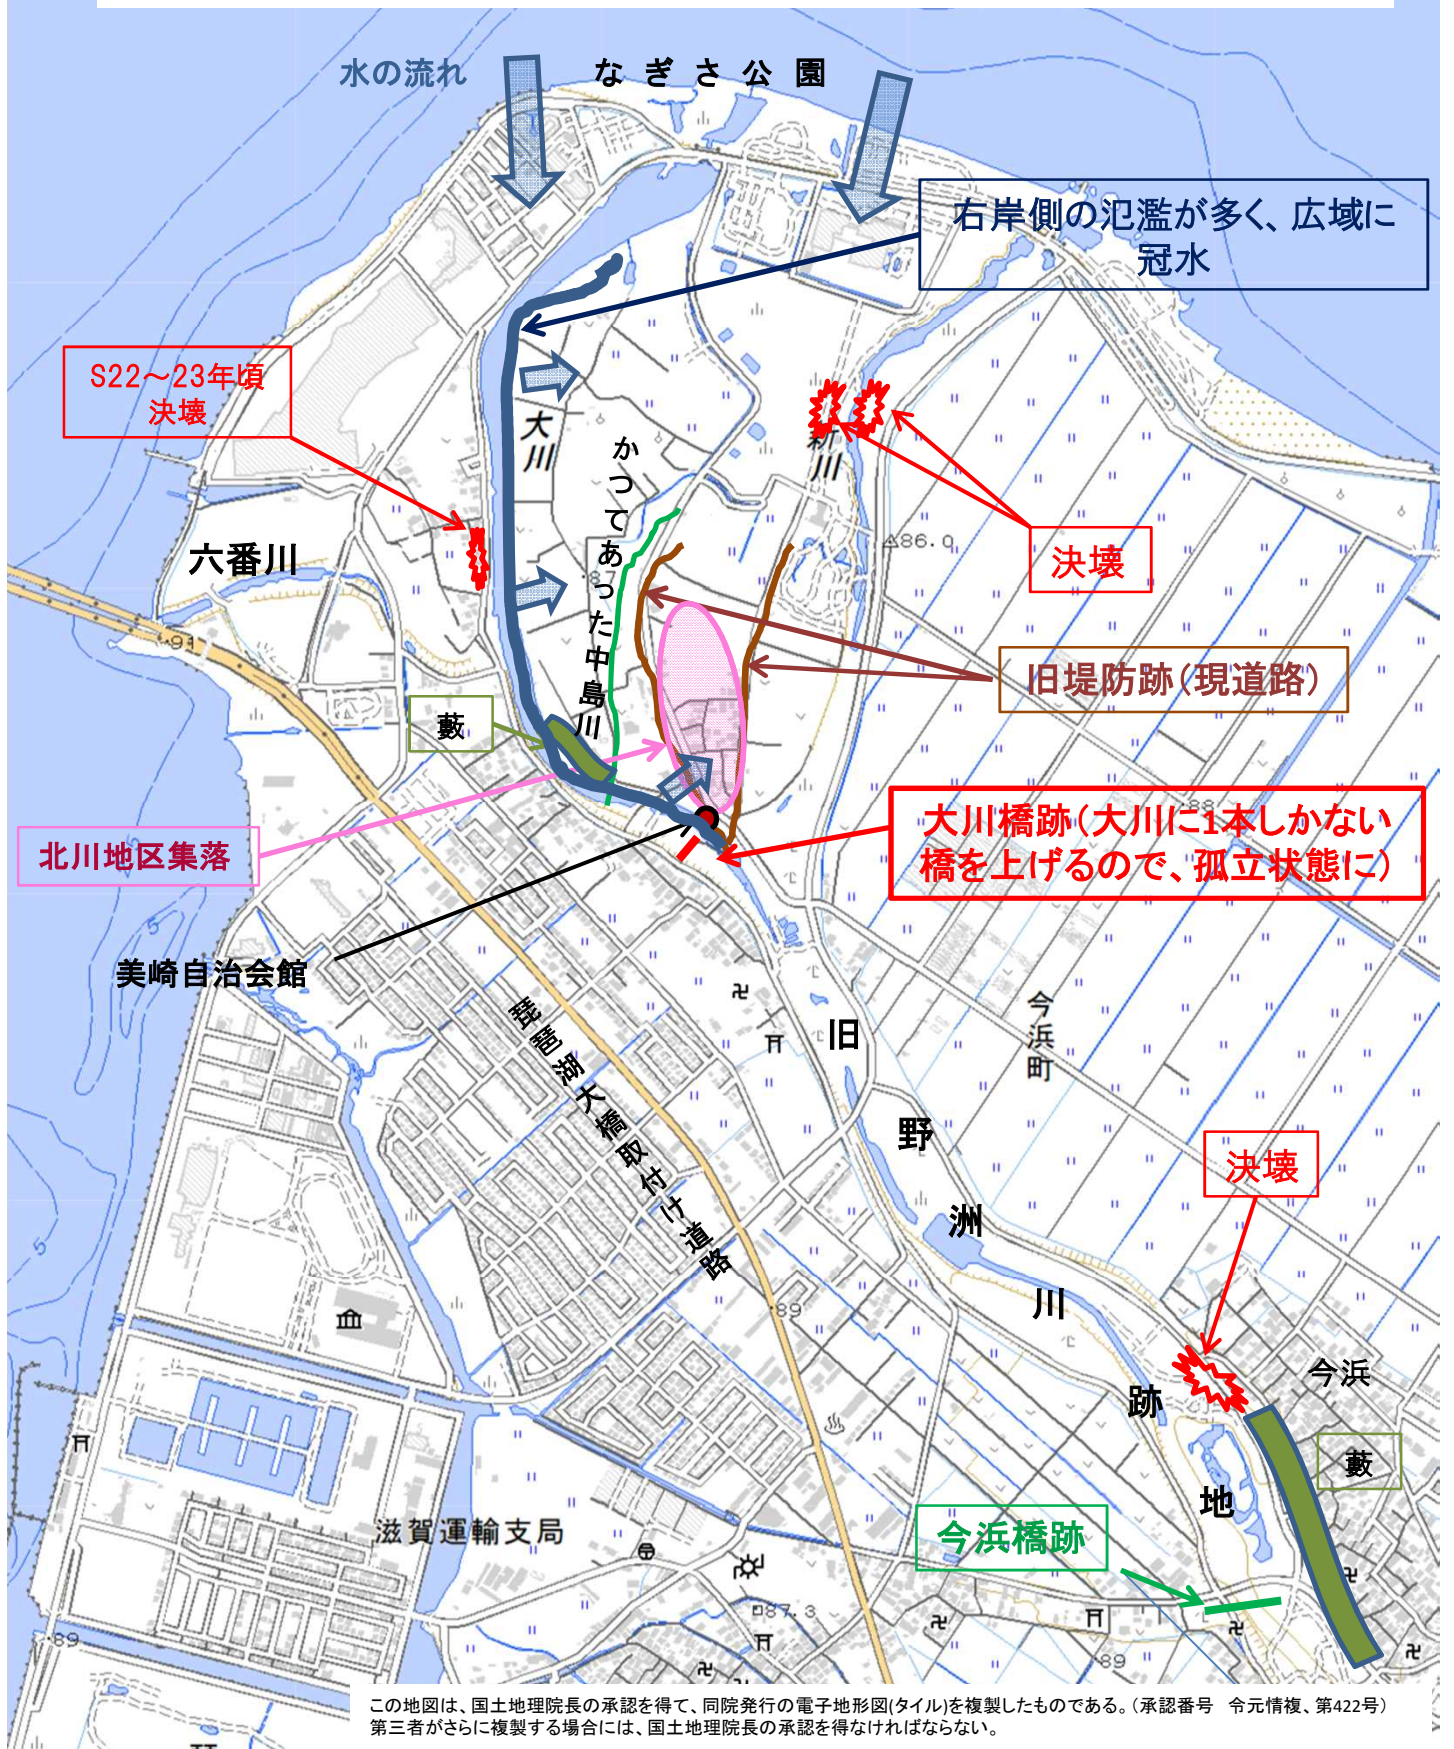 水の流れ
なぎさ公園
右岸側の氾濫が多く、広域に
冠水
S22～23年頃
決壊
大川
かつてあった中島川
新川
86.0
決壊
六番川
87
91
旧堤防跡(現道路)
藪
88
大川橋跡(大川に1本しかない
橋を上げるので、孤立状態に)
北川地区集落
美崎自治会館
琵琶湖大橋取付け道路
今浜町
旧野洲川跡地
決壊
89
今浜
藪
今浜橋跡
滋賀運輸支局
87.3
89
89
5
5
5
この地図は、国土地理院長の承認を得て、同院発行の電子地形図(タイル)を複製したものである。(承認番号　令元情複、第422号)
第三者がさらに複製する場合には、国土地理院長の承認を得なければならない。